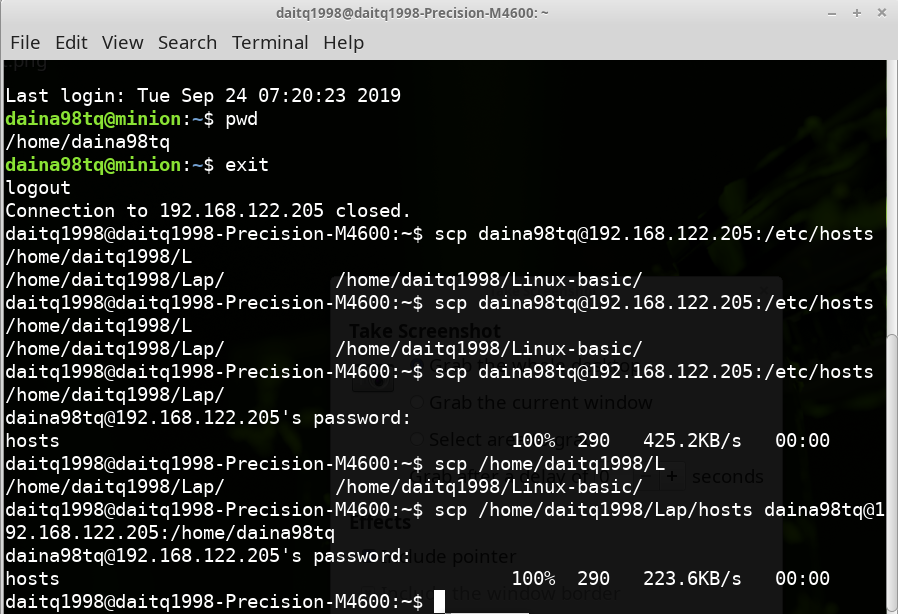 daitq1998@daitq1998-Precision-M4600: ~
File Edit View Search Terminal Help
.png
Last login: Tue Sep 24 07:20:23 2019
daina98tq@minion:~$ pwd
/home/daina98tq
daina98tq@minion:~$ exit
logout
Connection to 192.168.122.205 closed.
daitq1998@daitq1998-Precision-M4600:~$ scp daina98tq@192.168.122.205:/etc/hosts
/home/daitq1998/L
/home/daitq1998/Lap/ /home/daitq1998/Linux-basic/
daitq1998@daitq1998-Precision-M4600:~$ scp daina98tq@192.168.122.205:/etc/hosts
/home/daitq1998/L
Take Screenshot
/home/daitq1998/Lap/ /home/daitq1998/Linux-basic/
daitq1998@daitq1998-Precision-M4600:~$ scp daina98tq@192.168.122.205:/etc/hosts
/home/daitq1998/Lap/
Grab the current window
daina98tq@192.168.122.205's password:
hosts 100% 290 425.2KB/s 00:00
daitq1998@daitq1998-Precision-M4600:~$ scp /home/daitq1998/L
seconds
/home/daitq1998/Lap/ /home/daitq1998/Linux-basic/
daitq1998@daitq1998-Precision-M4600:~$ scp /home/daitq1998/Lap/hosts daina98tq@1
Effects
92.168.122.205:/home/daina98tq
daina98tq@192.168.122.205's password:
pointer
hosts 100% 290 223.6KB/s 00:00
the window border
daitq1998@daitq1998-Precision-M4600:~$